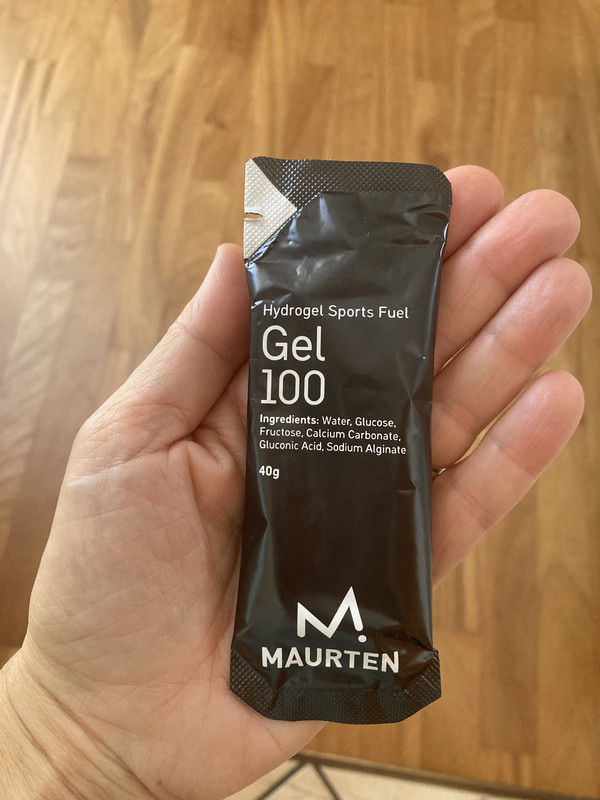 Hydrogel Sports Fuel
Gel
100
Ingredients: Water, Glucose,
Fructose, Calcium Carbonate,
Gluconic Acid, Sodium Alginate
40g
M.
MAURTEN